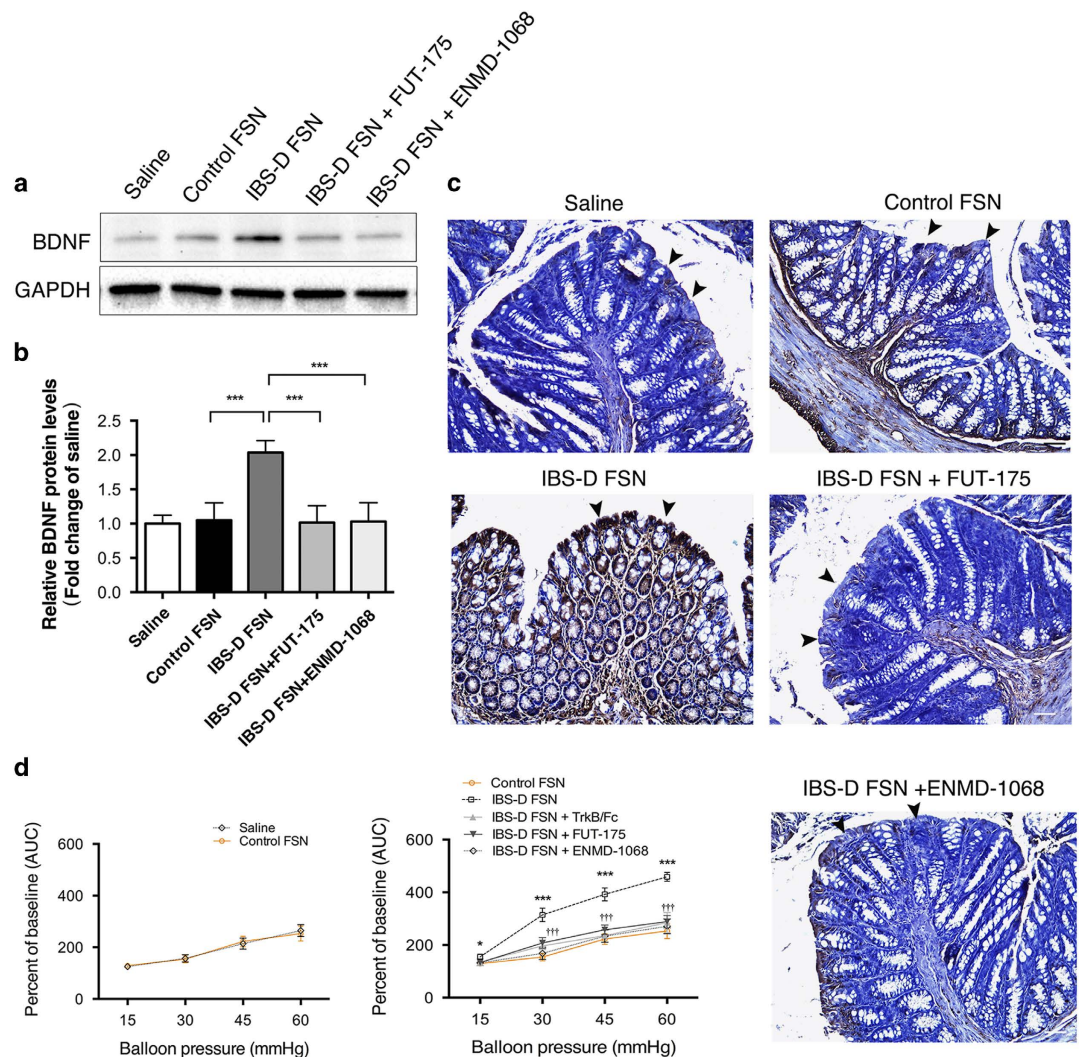 a
Saline
Control FSN
IBS-D FSN
IBS-D FSN + FUT-175
IBS-D FSN + ENMD-1068
BDNF
GAPDH
b
***
***
***
Relative BDNF protein levels
(Fold change of saline)
2.5
2.0
1.5
1.0
0.5
0.0
Saline
Control FSN
IBS-D FSN
IBS-D FSN+FUT-175
IBS-D FSN+ENMD-1068
c
Saline
Control FSN
IBS-D FSN
IBS-D FSN + FUT-175
IBS-D FSN +ENMD-1068
d
Percent of baseline (AUC)
600
400
200
0
Saline
Control FSN
15 30 45 60
Balloon pressure (mmHg)
Control FSN
IBS-D FSN
IBS-D FSN + TrkB/Fc
IBS-D FSN + FUT-175
IBS-D FSN + ENMD-1068
Percent of baseline (AUC)
600
400
200
0
* *** *** ***
††† ††† †††
15 30 45 60
Balloon pressure (mmHg)